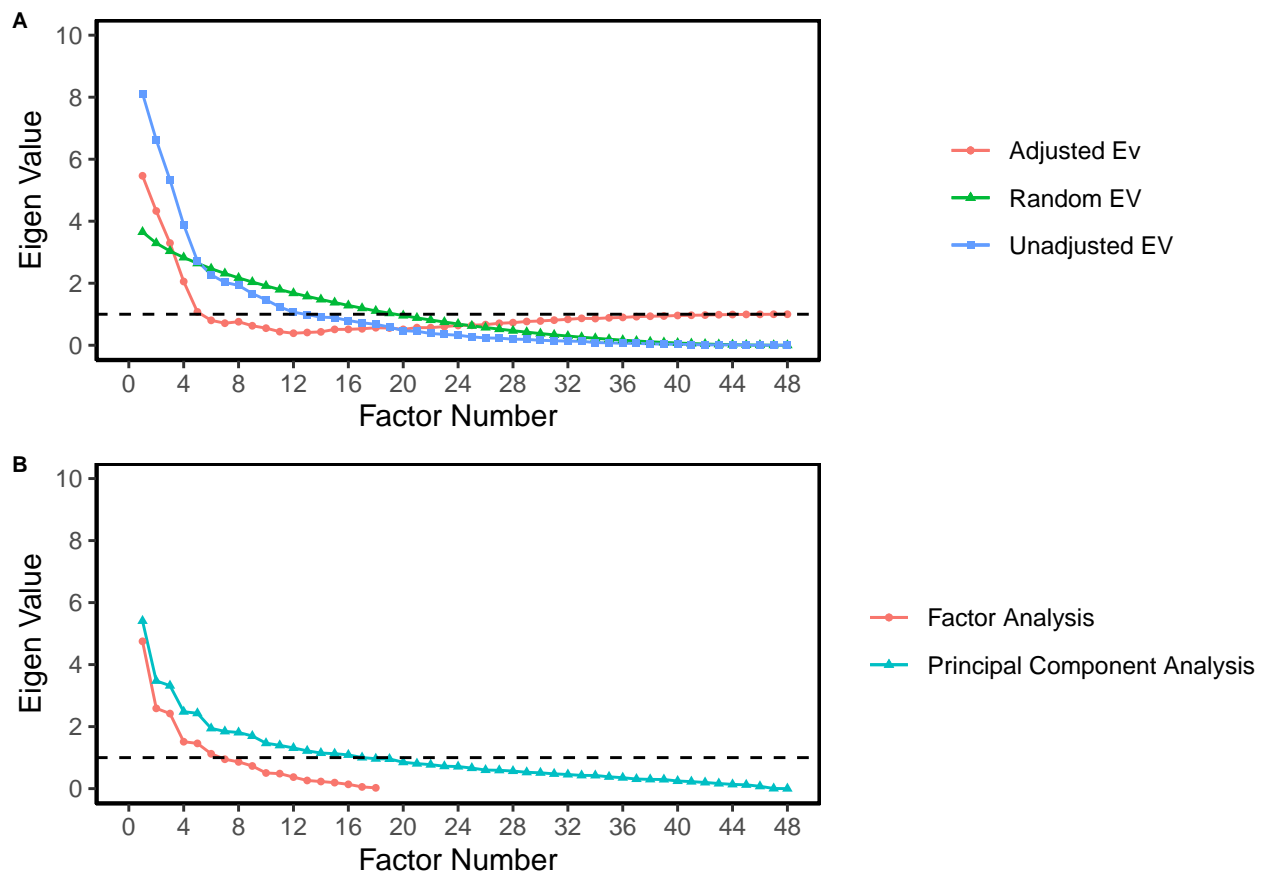 A
10
8
6
4
2
0
Eigen Value
0 4 8 12 16 20 24 28 32 36 40 44 48
Factor Number
Adjusted Ev
Random EV
Unadjusted EV
B
10
8
6
4
2
0
Eigen Value
0 4 8 12 16 20 24 28 32 36 40 44 48
Factor Number
Factor Analysis
Principal Component Analysis